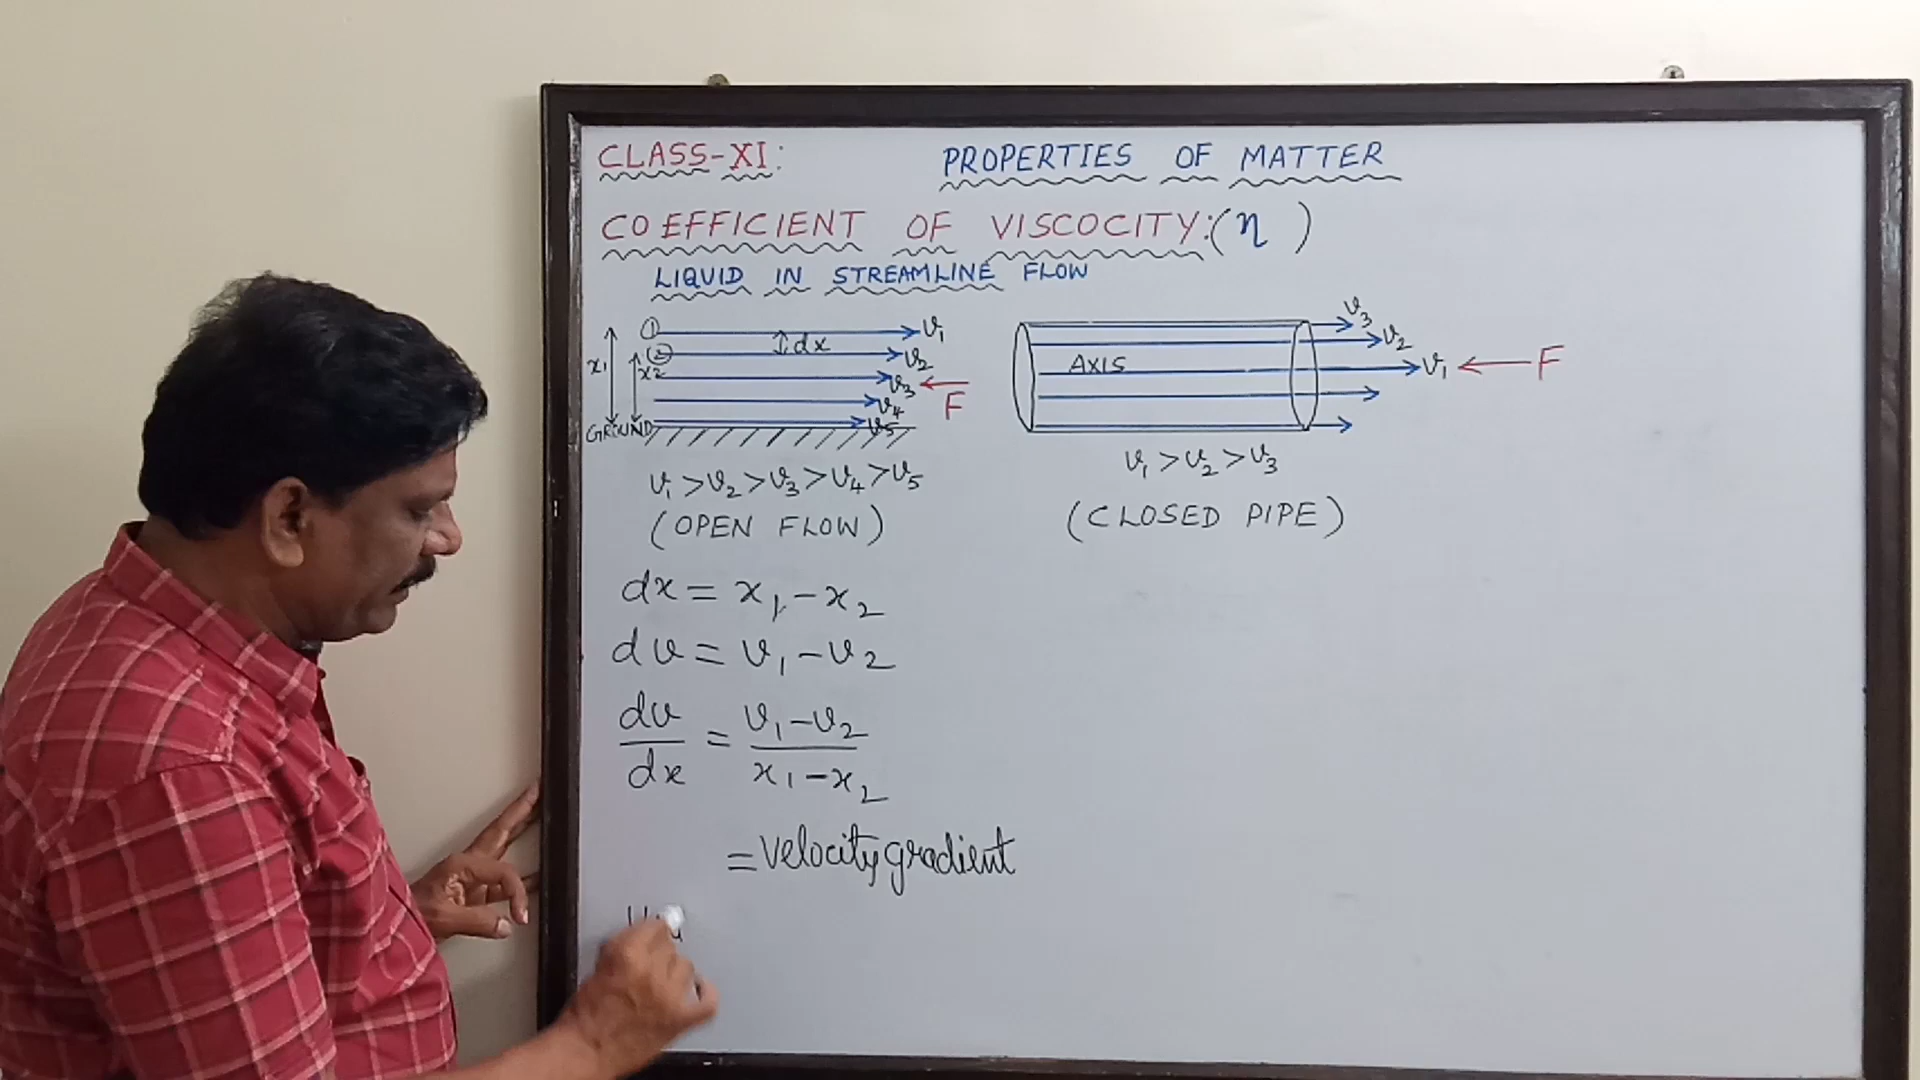 CLASS-XI: PROPERTIES OF MATTER
COEFFICIENT OF VISCOCITY:(η )
LIQUID IN STREAMLINE FLOW
① v₁
dx
② v₂
x₁
x₂
v₃
F
v₄
GROUND v₅
v₁ > v₂ > v₃ > v₄ > v₅
(OPEN FLOW)
v₃
v₂
AXIS v₁ F
v₁ > v₂ > v₃
(CLOSED PIPE)
dx = x₁ - x₂
dv = v₁ - v₂
dv/dx = v₁ - v₂/x₁ - x₂
= velocity gradient